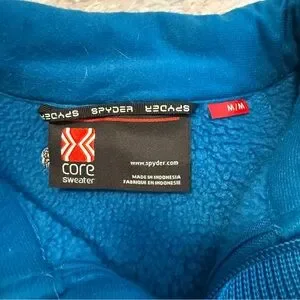 SPYDER SPYDER SPYDER
M/M
core
sweater
www.spyder.com
MADE IN INDONESIA
FABRIQUE EN INDONESIE